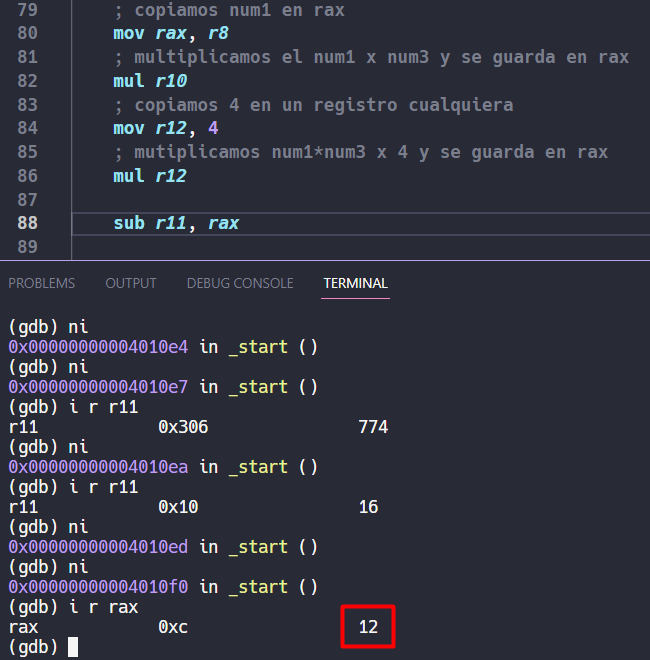 79 ; copiamos num1 en rax
80 mov rax, r8
81 ; multiplicamos el num1 x num3 y se guarda en rax
82 mul r10
83 ; copiamos 4 en un registro cualquiera
84 mov r12, 4
85 ; mutiplicamos num1*num3 x 4 y se guarda en rax
86 mul r12
87
88 sub r11, rax
89
PROBLEMS OUTPUT DEBUG CONSOLE TERMINAL
(gdb) ni
0x00000000004010e4 in _start ()
(gdb) ni
0x00000000004010e7 in _start ()
(gdb) i r r11
r11 0x306 774
(gdb) ni
0x00000000004010ea in _start ()
(gdb) i r r11
r11 0x10 16
(gdb) ni
0x00000000004010ed in _start ()
(gdb) ni
0x00000000004010f0 in _start ()
(gdb) i r rax
rax 0xc 12
(gdb)